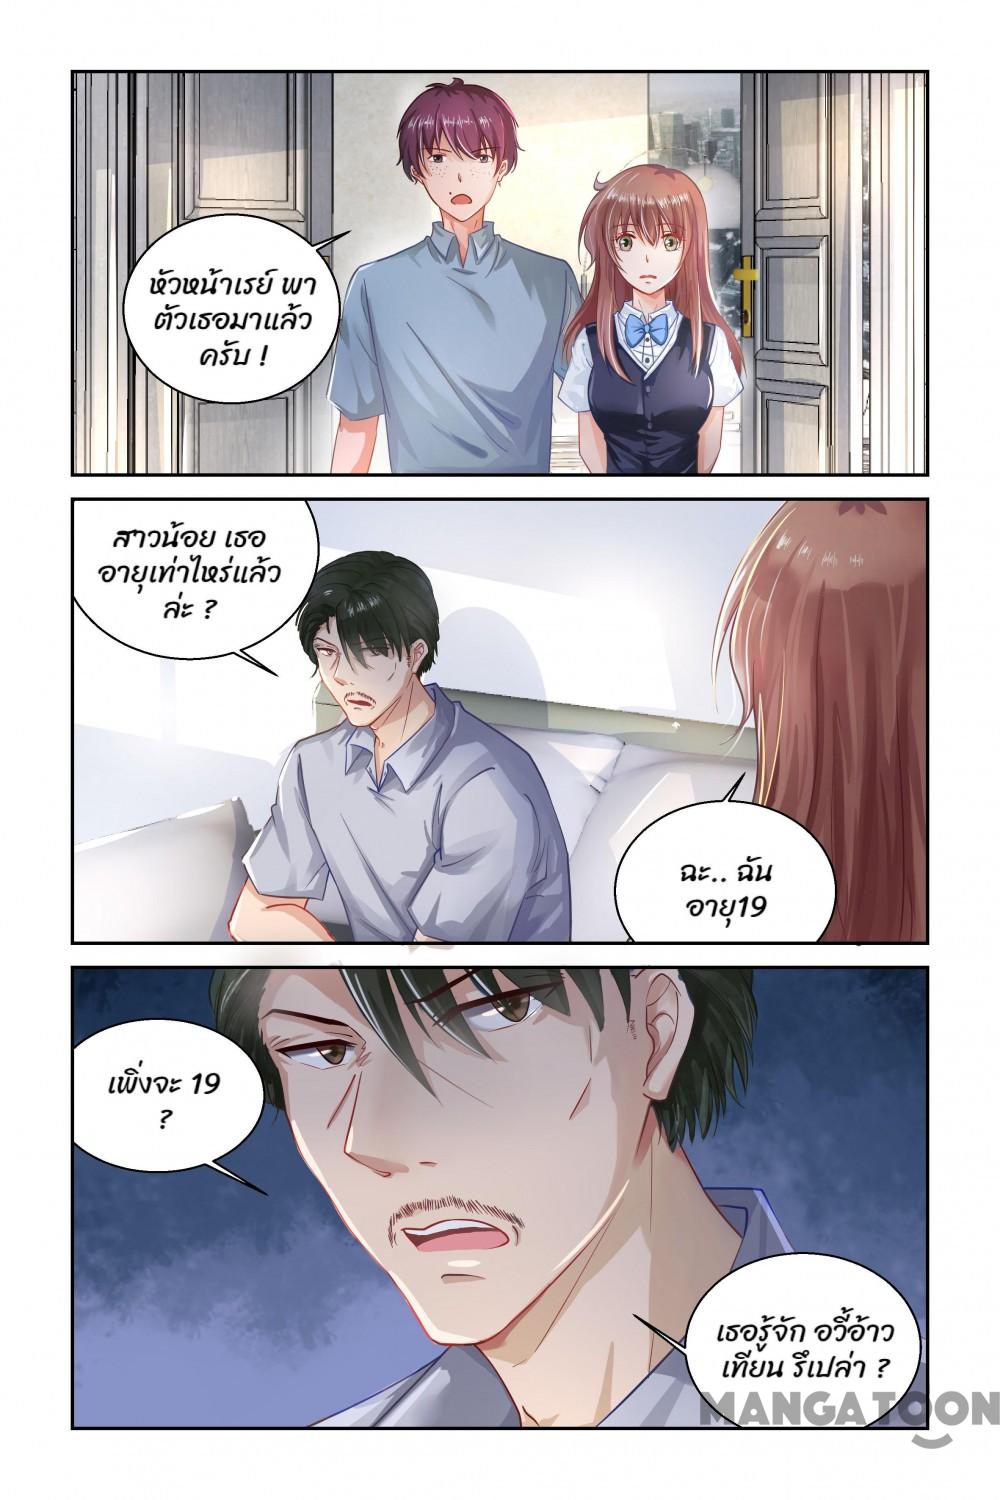 หัวหน้าเรย์ พา
ตัวเธอมาแล้ว
ครับ !
สาวน้อย เธอ
อายุเท่าไหร่แล้ว
ล่ะ ?
ฉะ.. ฉัน
อายุ19
เพิ่งจะ 19
?
เธอรู้จัก อวี้อ้าว
เทียน รึเปล่า ?
MANGATOON